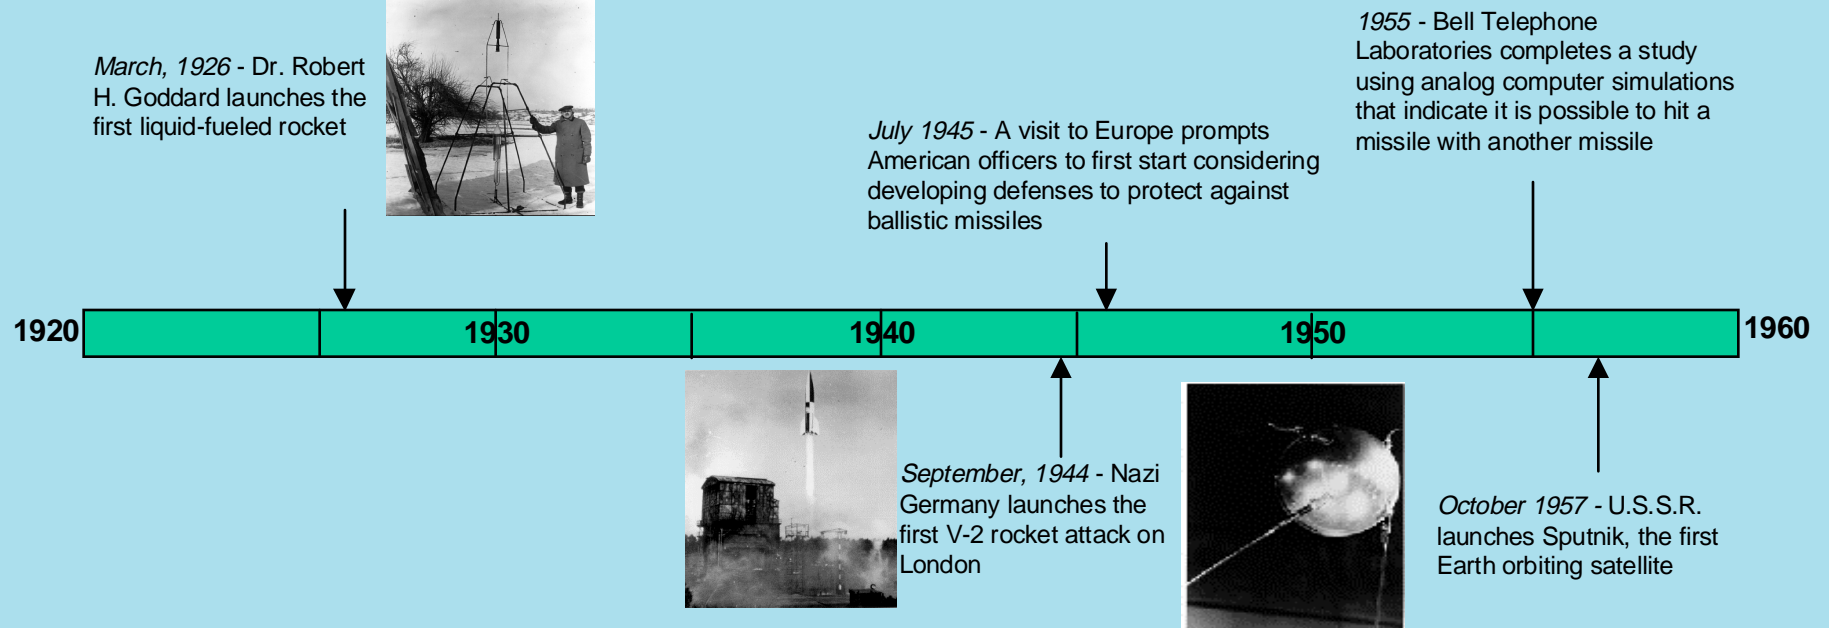 March, 1926 - Dr. Robert
H. Goddard launches the
first liquid-fueled rocket
July 1945 - A visit to Europe prompts
American officers to first start considering
developing defenses to protect against
ballistic missiles
1955 - Bell Telephone
Laboratories completes a study
using analog computer simulations
that indicate it is possible to hit a
missile with another missile
1920
1930
1940
1950
1960
September, 1944 - Nazi
Germany launches the
first V-2 rocket attack on
London
October 1957 - U.S.S.R.
launches Sputnik, the first
Earth orbiting satellite